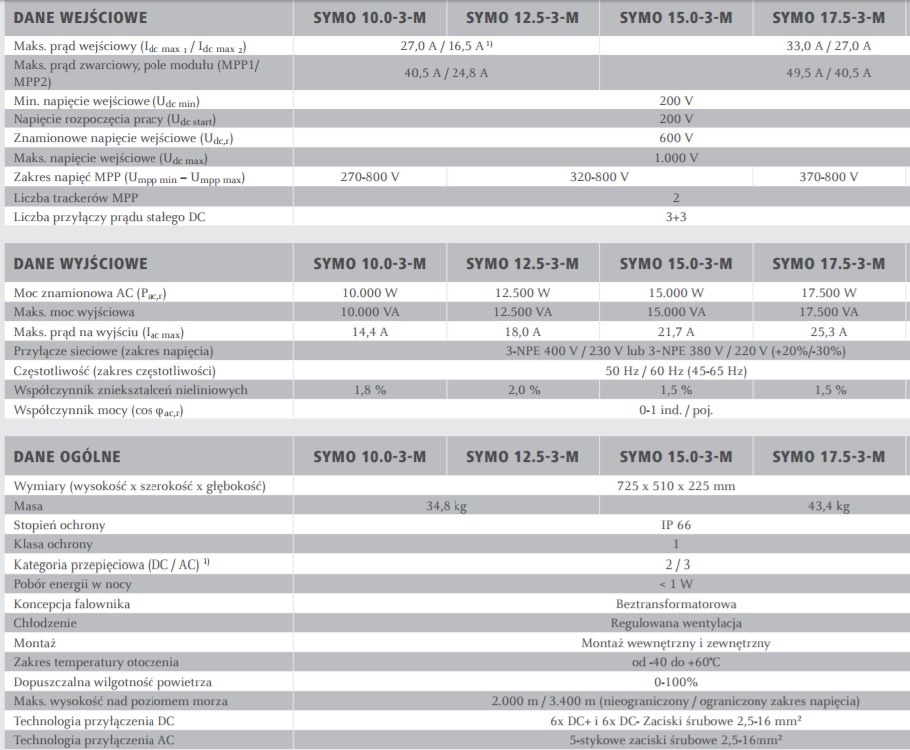 DANE WEJŚCIOWE SYMO 10.0-3-M SYMO 12.5-3-M SYMO 15.0-3-M SYMO 17.5-3-M
Maks. prąd wejściowy (Idc max 1 / Idc max 2) 27,0 A / 16,5 A 1) 33,0 A / 27,0 A
Maks. prąd zwarciowy, pole modułu (MPP1/
MPP2) 40,5 A / 24,8 A 49,5 A / 40,5 A
Min. napięcie wejściowe (Udc min) 200 V
Napięcie rozpoczęcia pracy (Udc start) 200 V
Znamionowe napięcie wejściowe (Udc,r) 600 V
Maks. napięcie wejściowe (Udc max) 1.000 V
Zakres napięć MPP (Umpp min – Umpp max) 270-800 V 320-800 V 370-800 V
Liczba trackerów MPP 2
Liczba przyłączy prądu stałego DC 3+3
DANE WYJŚCIOWE SYMO 10.0-3-M SYMO 12.5-3-M SYMO 15.0-3-M SYMO 17.5-3-M
Moc znamionowa AC (Pac,r) 10.000 W 12.500 W 15.000 W 17.500 W
Maks. moc wyjściowa 10.000 VA 12.500 VA 15.000 VA 17.500 VA
Maks. prąd na wyjściu (Iac max) 14,4 A 18,0 A 21,7 A 25,3 A
Przyłącze sieciowe (zakres napięcia) 3-NPE 400 V / 230 V lub 3~NPE 380 V / 220 V (+20%/-30%)
Częstotliwość (zakres częstotliwości) 50 Hz / 60 Hz (45-65 Hz)
Współczynnik zniekształceń nieliniowych 1,8 % 2,0 % 1,5 % 1,5 %
Współczynnik mocy (cos φac,r) 0-1 ind. / poj.
DANE OGÓLNE SYMO 10.0-3-M SYMO 12.5-3-M SYMO 15.0-3-M SYMO 17.5-3-M
Wymiary (wysokość x szerokość x głębokość) 725 x 510 x 225 mm
Masa 34,8 kg 43,4 kg
Stopień ochrony IP 66
Klasa ochrony 1
Kategoria przepięciowa (DC / AC) 1) 2 / 3
Pobór energii w nocy < 1 W
Koncepcja falownika Beztransformatorowa
Chłodzenie Regulowana wentylacja
Montaż Montaż wewnętrzny i zewnętrzny
Zakres temperatury otoczenia od -40 do +60°C
Dopuszczalna wilgotność powietrza 0-100%
Maks. wysokość nad poziomem morza 2.000 m / 3.400 m (nieograniczony / ograniczony zakres napięcia)
Technologia przyłączenia DC 6x DC+ i 6x DC- Zaciski śrubowe 2,5-16 mm²
Technologia przyłączenia AC 5-stykowe zaciski śrubowe 2,5-16mm²